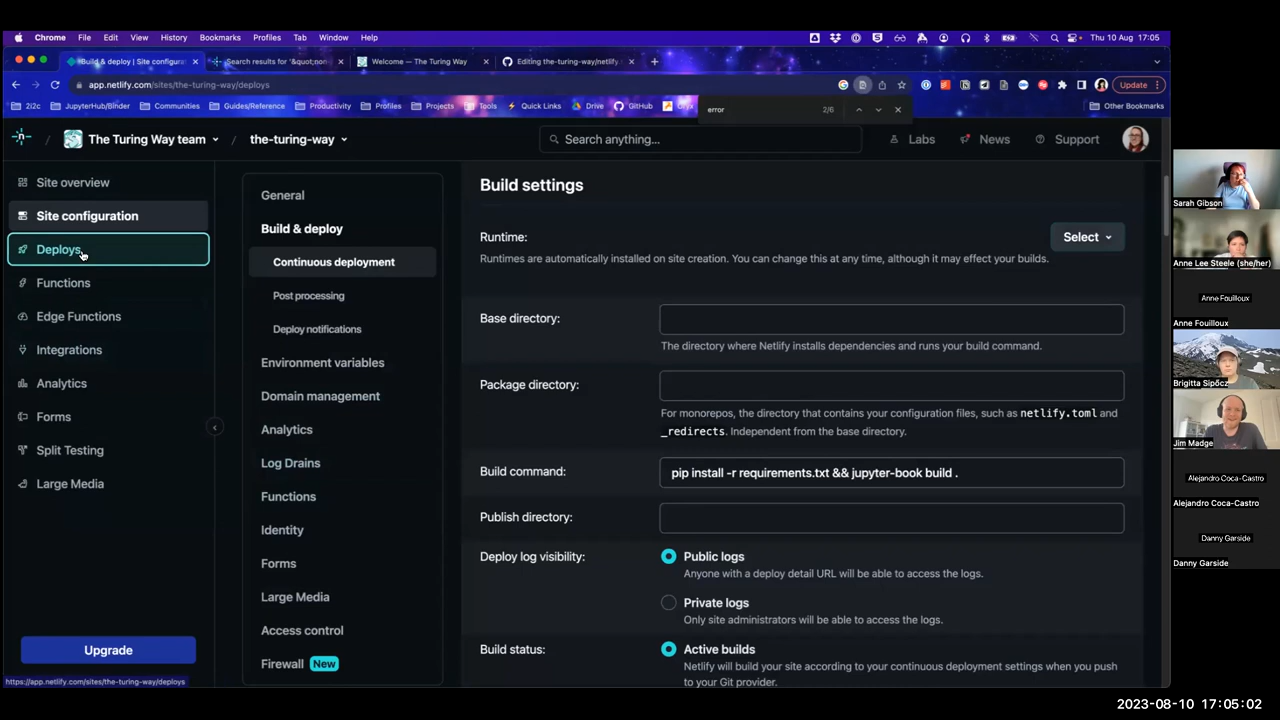 Chrome File Edit View History Bookmarks Profiles Tab Window Help
Thu 10 Aug 17:05
Build & deploy | Site configurat
Search results for '&quot;non-
Welcome — The Turing Way
Editing the-turing-way/netlify.
app.netlify.com/sites/the-turing-way/deploys
Update
2i2c
JupyterHub/Binder
Communities
Guides/Reference
Productivity
Profiles
Projects
Tools
Quick Links
Drive
GitHub
Other Bookmarks
error
2/6
The Turing Way team
/
the-turing-way
Search anything...
Labs
News
Support
Site overview
Site configuration
Deploys
Functions
Edge Functions
Integrations
Analytics
Forms
Split Testing
Large Media
Upgrade
https://app.netlify.com/sites/the-turing-way/deploys
General
Build & deploy
Continuous deployment
Post processing
Deploy notifications
Environment variables
Domain management
Analytics
Log Drains
Functions
Identity
Forms
Large Media
Access control
Firewall New
Build settings
Runtime:
Select
Runtimes are automatically installed on site creation. You can change this at any time, although it may effect your builds.
Base directory:
The directory where Netlify installs dependencies and runs your build command.
Package directory:
For monorepos, the directory that contains your configuration files, such as netlify.toml and
_redirects. Independent from the base directory.
Build command:
pip install -r requirements.txt && jupyter-book build .
Publish directory:
Deploy log visibility:
Public logs
Anyone with a deploy detail URL will be able to access the logs.
Private logs
Only site administrators will be able to access the logs.
Build status:
Active builds
Netlify will build your site according to your continuous deployment settings when you push
to your Git provider.
Sarah Gibson
Anne Lee Steele (she/her)
Anne Fouilloux
Anne Fouilloux
Brigitta Sipőcz
Jim Madge
Alejandro Coca-Castro
Alejandro Coca-Castro
Danny Garside
Danny Garside
2023-08-10 17:05:02